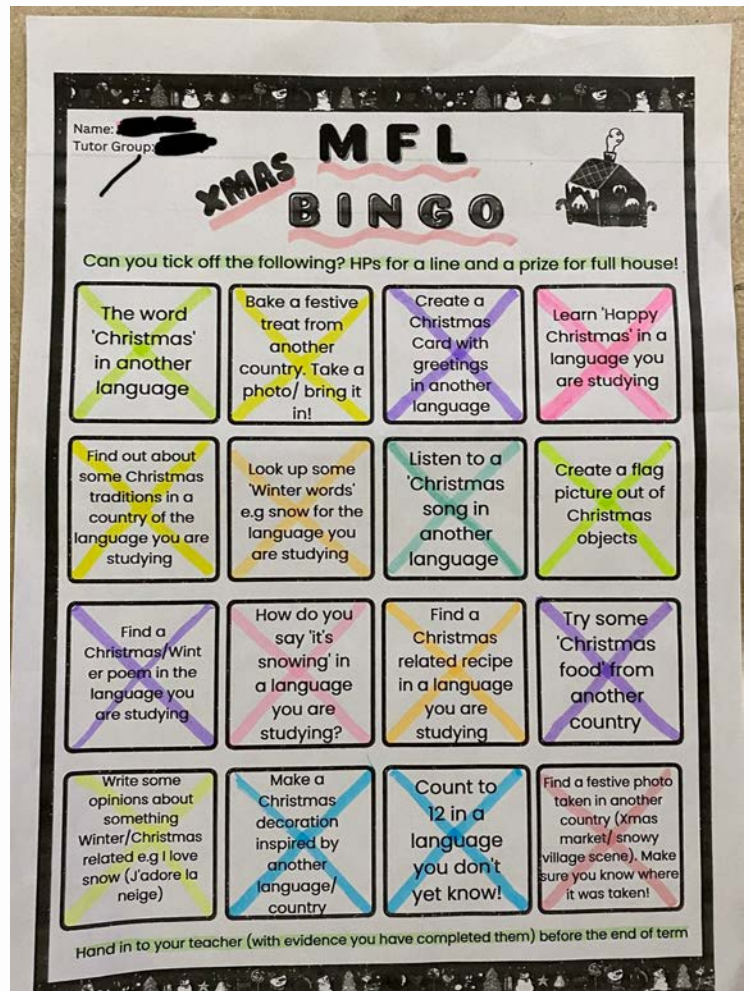 Name:
Tutor Group:
XMAS
MFL
BINGO
Can you tick off the following? HPs for a line and a prize for full house!
The word
'Christmas'
in another
language
Bake a festive
treat from
another
country. Take a
photo/ bring it
in!
Create a
Christmas
Card with
greetings
in another
language
Learn 'Happy
Christmas' in a
language you
are studying
Find out about
some Christmas
traditions in a
country of the
language you are
studying
Look up some
'Winter words'
e.g snow for the
language you
are studying
Listen to a
'Christmas
song in
another
language
Create a flag
picture out of
Christmas
objects
Find a
Christmas/Wint
er poem in the
language you
are studying
How do you
say 'it's
snowing' in
a language
you are
studying?
Find a
Christmas
related recipe
in a language
you are
studying
Try some
'Christmas
food' from
another
country
Write some
opinions about
something
Winter/Christmas
related e.g I love
snow (J'adore la
neige)
Make a
Christmas
decoration
inspired by
another
language/
country
Count to
12 in a
language
you don't
yet know!
Find a festive photo
taken in another
country (Xmas
market/ snowy
village scene). Make
sure you know where
it was taken!
Hand in to your teacher (with evidence you have completed them) before the end of term